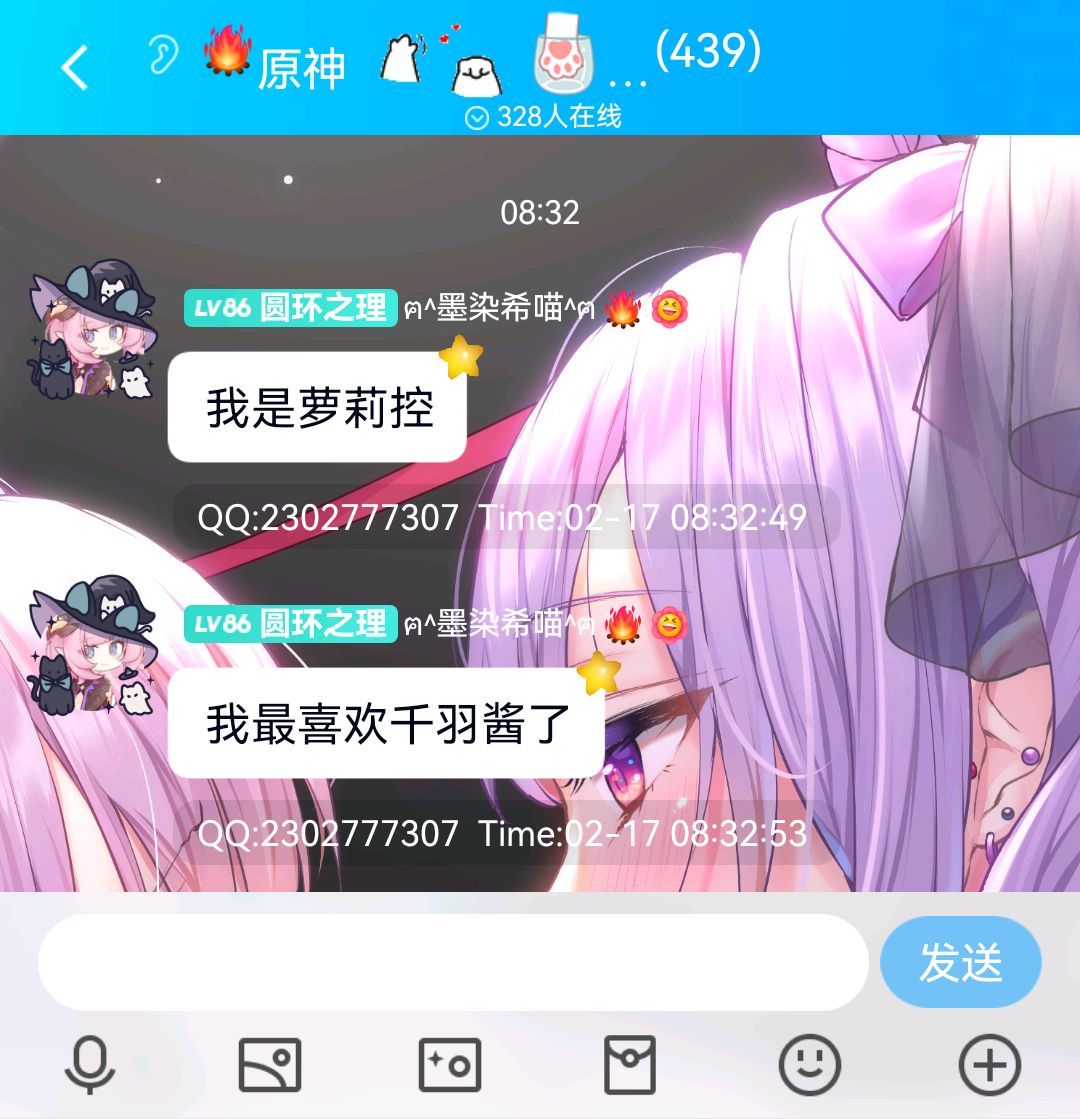 原神 ... (439)
328人在线
08:32
LV86 圆环之理 ฅ^墨染希喵^ฅ
我是萝莉控
QQ:2302777307 Time:02-17 08:32:49
LV86 圆环之理 ฅ^墨染希喵^ฅ
我最喜欢千羽酱了
QQ:2302777307 Time:02-17 08:32:53
发送